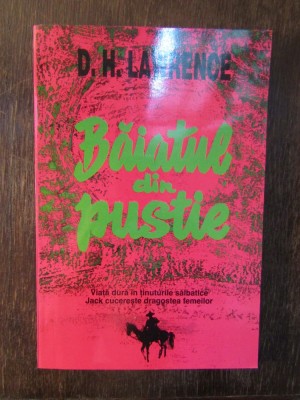 D. H. LAWRENCE
Băiatul
din
pustie
Viață dură în ținuturile sălbatice
Jack cucerește dragostea femeilor